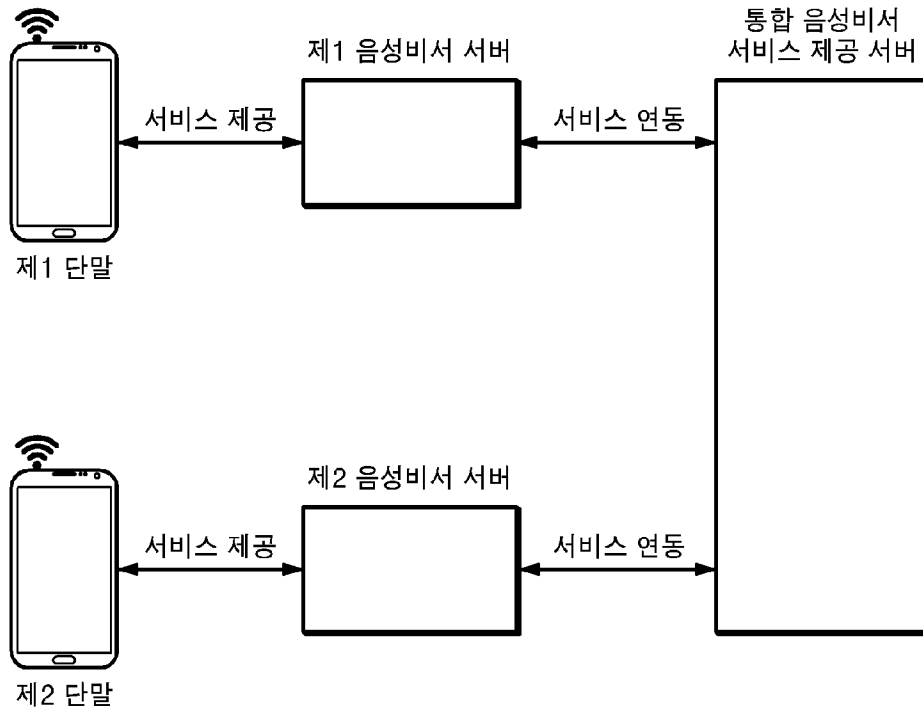 통합 음성비서
서비스 제공 서버
제1 음성비서 서버
서비스 제공
서비스 연동
제1 단말
제2 음성비서 서버
서비스 제공
서비스 연동
제2 단말